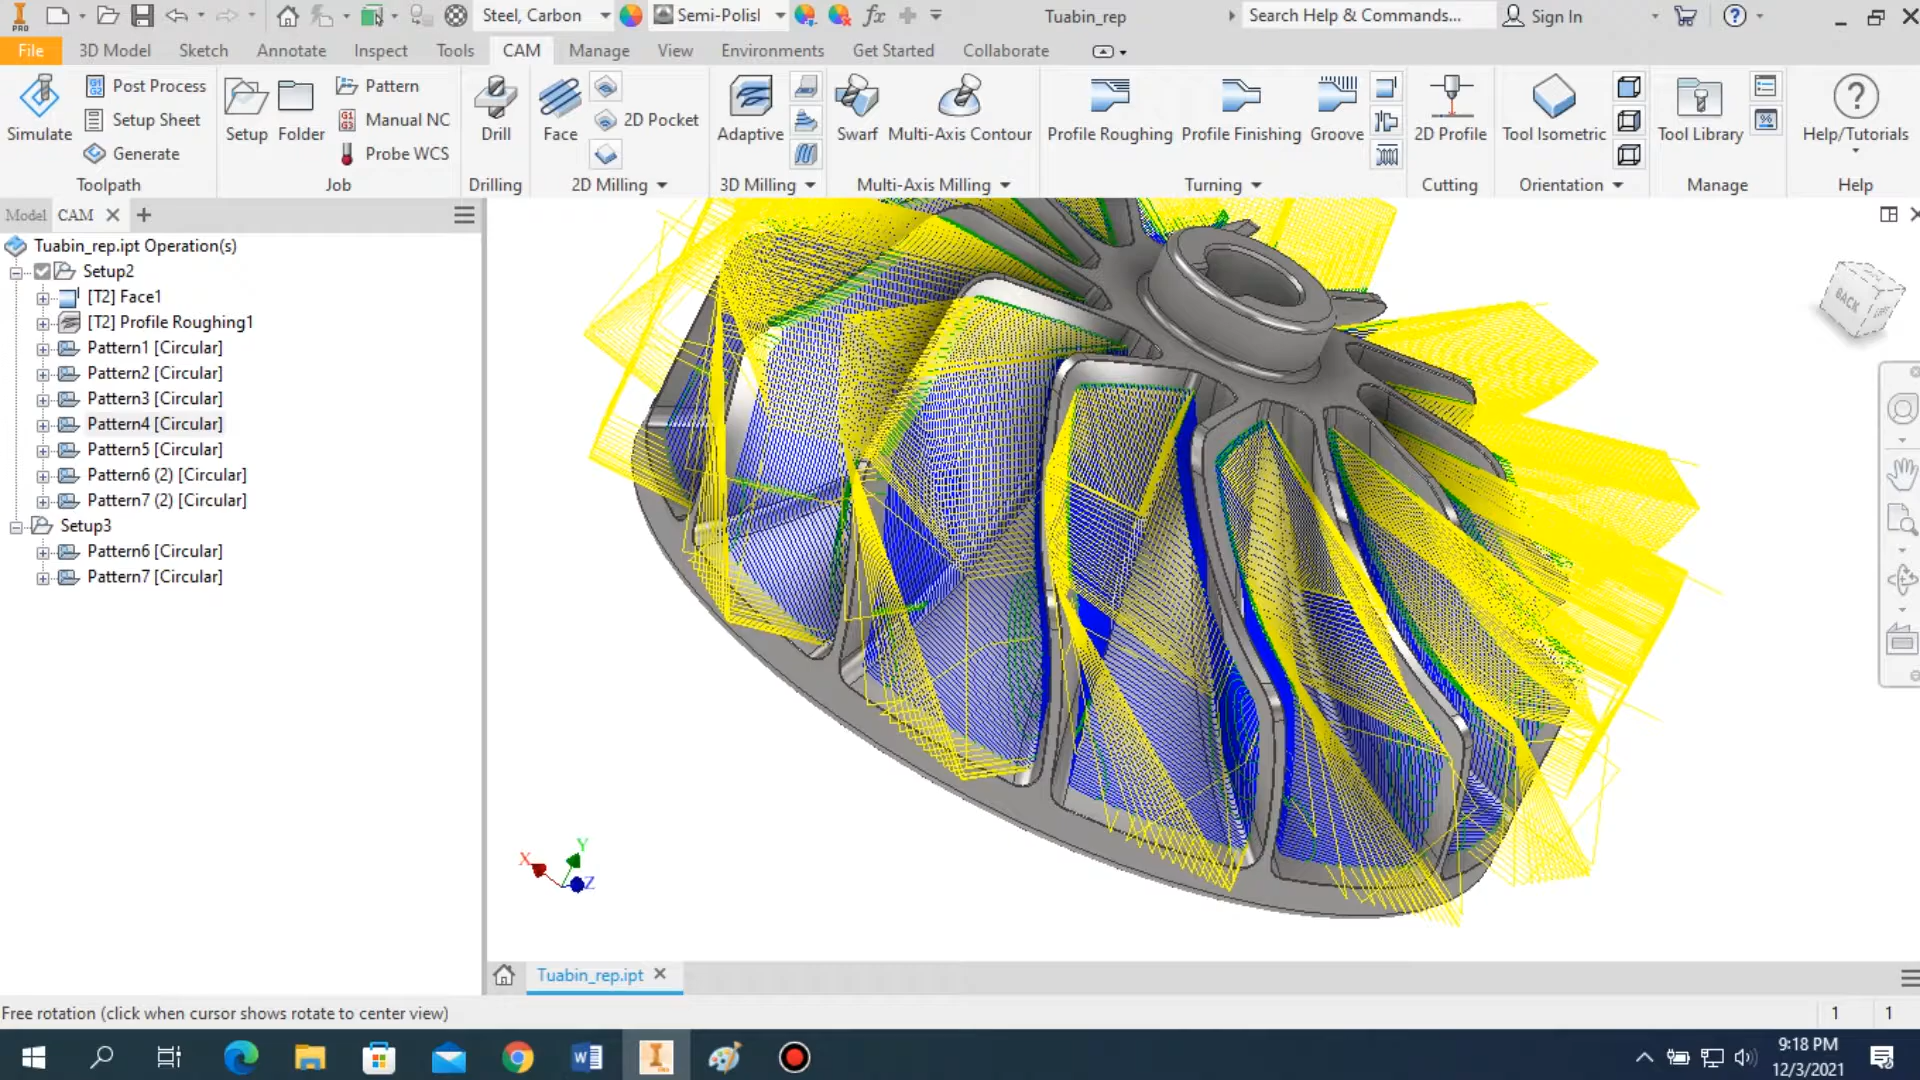 PRO
Steel, Carbon
Semi-Polisl
fx
Tuabin_rep
Search Help & Commands...
Sign In
File
3D Model
Sketch
Annotate
Inspect
Tools
CAM
Manage
View
Environments
Get Started
Collaborate
Simulate
Post Process
Setup Sheet
Generate
Toolpath
Setup
Folder
Pattern
Manual NC
Probe WCS
Job
Drill
Drilling
Face
2D Pocket
2D Milling
Adaptive
3D Milling
Swarf
Multi-Axis Contour
Multi-Axis Milling
Profile Roughing
Profile Finishing
Groove
Turning
2D Profile
Cutting
Tool Isometric
Orientation
Tool Library
Manage
Help/Tutorials
Help
Model
CAM
Tuabin_rep.ipt Operation(s)
Setup2
[T2] Face1
[T2] Profile Roughing1
Pattern1 [Circular]
Pattern2 [Circular]
Pattern3 [Circular]
Pattern4 [Circular]
Pattern5 [Circular]
Pattern6 (2) [Circular]
Pattern7 (2) [Circular]
Setup3
Pattern6 [Circular]
Pattern7 [Circular]
BACK
X
Y
Z
Tuabin_rep.ipt
Free rotation (click when cursor shows rotate to center view)
1
1
9:18 PM
12/3/2021